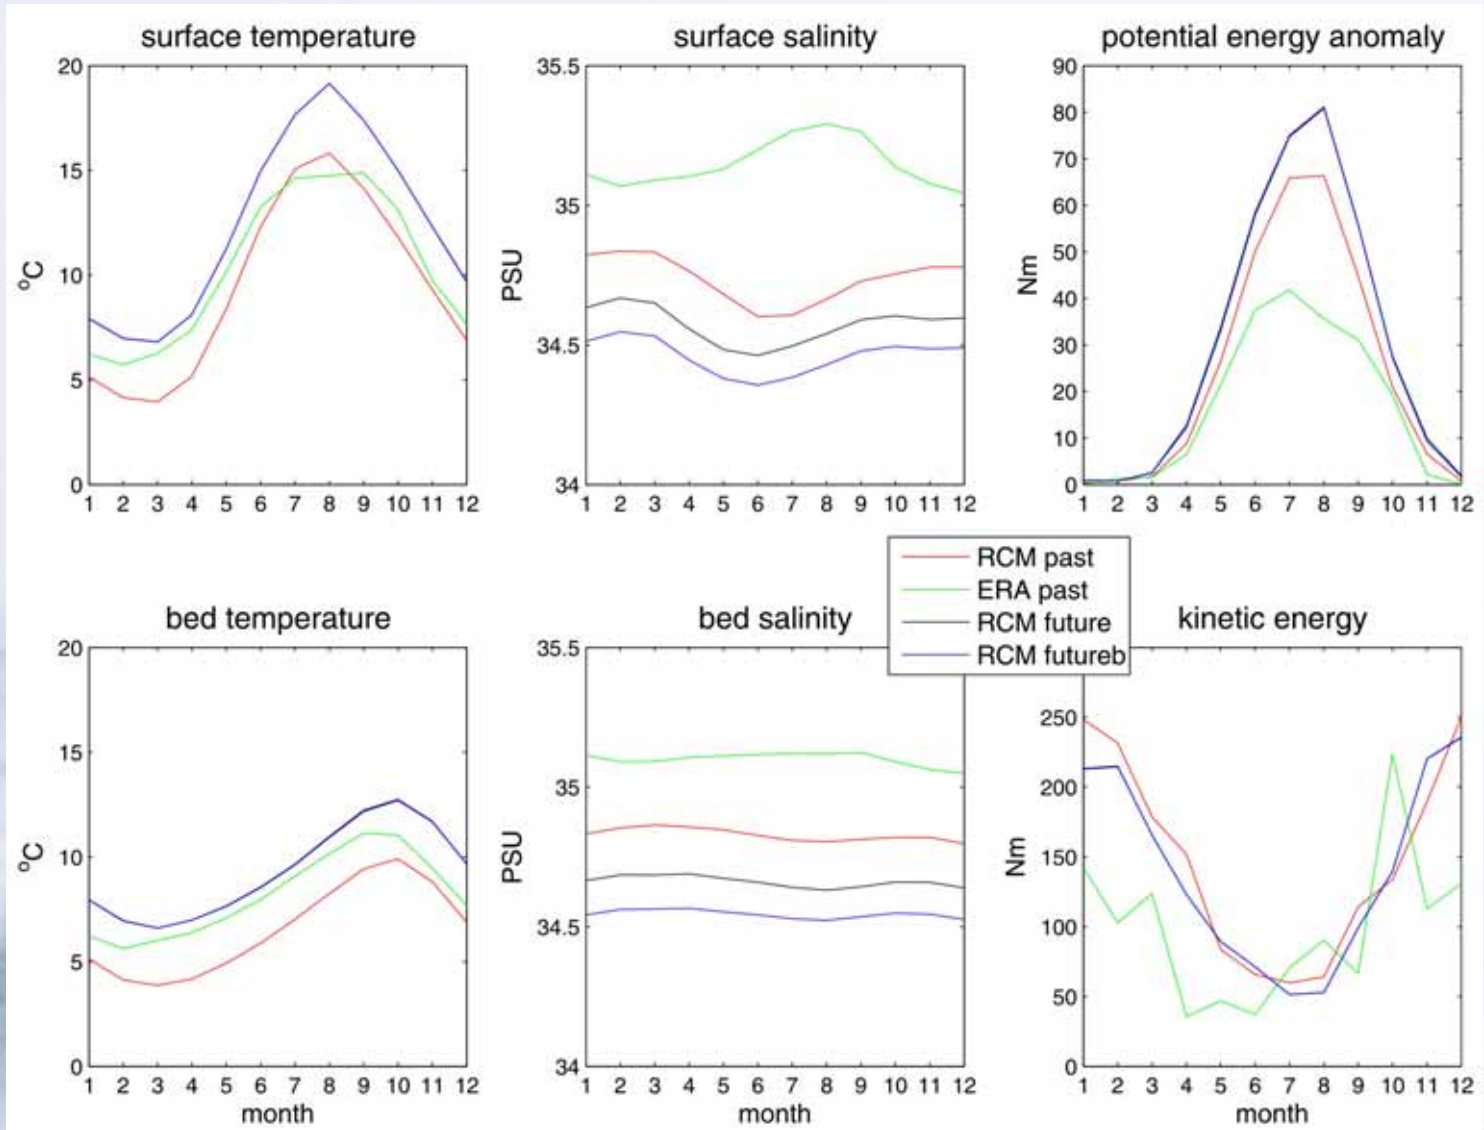 surface temperature
surface salinity
potential energy anomaly
20
15
10
5
0
°C
1 2 3 4 5 6 7 8 9 10 11 12
35.5
35
34.5
34
PSU
1 2 3 4 5 6 7 8 9 10 11 12
90
80
70
60
50
40
30
20
10
0
Nm
1 2 3 4 5 6 7 8 9 10 11 12
RCM past
ERA past
RCM future
RCM futureb
bed temperature
bed salinity
kinetic energy
20
15
10
5
0
°C
1 2 3 4 5 6 7 8 9 10 11 12
month
35.5
35
34.5
34
PSU
1 2 3 4 5 6 7 8 9 10 11 12
250
200
150
100
50
0
Nm
1 2 3 4 5 6 7 8 9 10 11 12
month